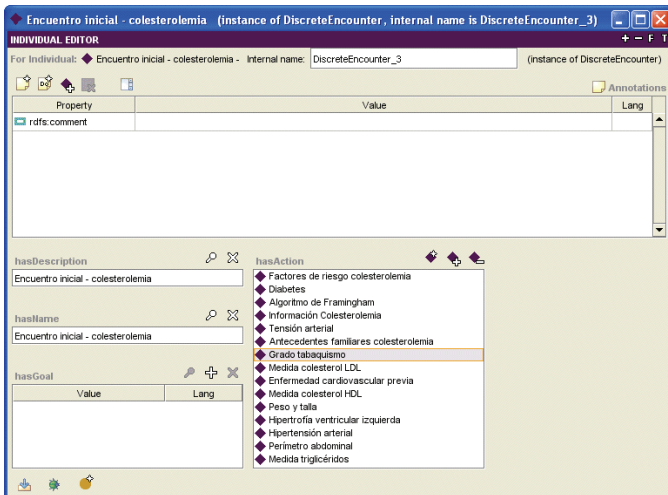 Encuentro inicial - colesterolemia (instance of DiscreteEncounter, internal name is DiscreteEncounter_3)
INDIVIDUAL EDITOR + – F T
For Individual: Encuentro inicial - colesterolemia - Internal name: DiscreteEncounter_3 (instance of DiscreteEncounter)
Annotations
Property Value Lang
rdfs:comment
hasDescription
Encuentro inicial - colesterolemia
hasName
Encuentro inicial - colesterolemia
hasGoal
Value Lang
hasAction
Factores de riesgo colesterolemia
Diabetes
Algoritmo de Framingham
Información Colesterolemia
Tensión arterial
Antecedentes familiares colesterolemia
Grado tabaquismo
Medida colesterol LDL
Enfermedad cardiovascular previa
Medida colesterol HDL
Peso y talla
Hipertrofía ventricular izquierda
Hipertensión arterial
Perímetro abdominal
Medida triglicéridos